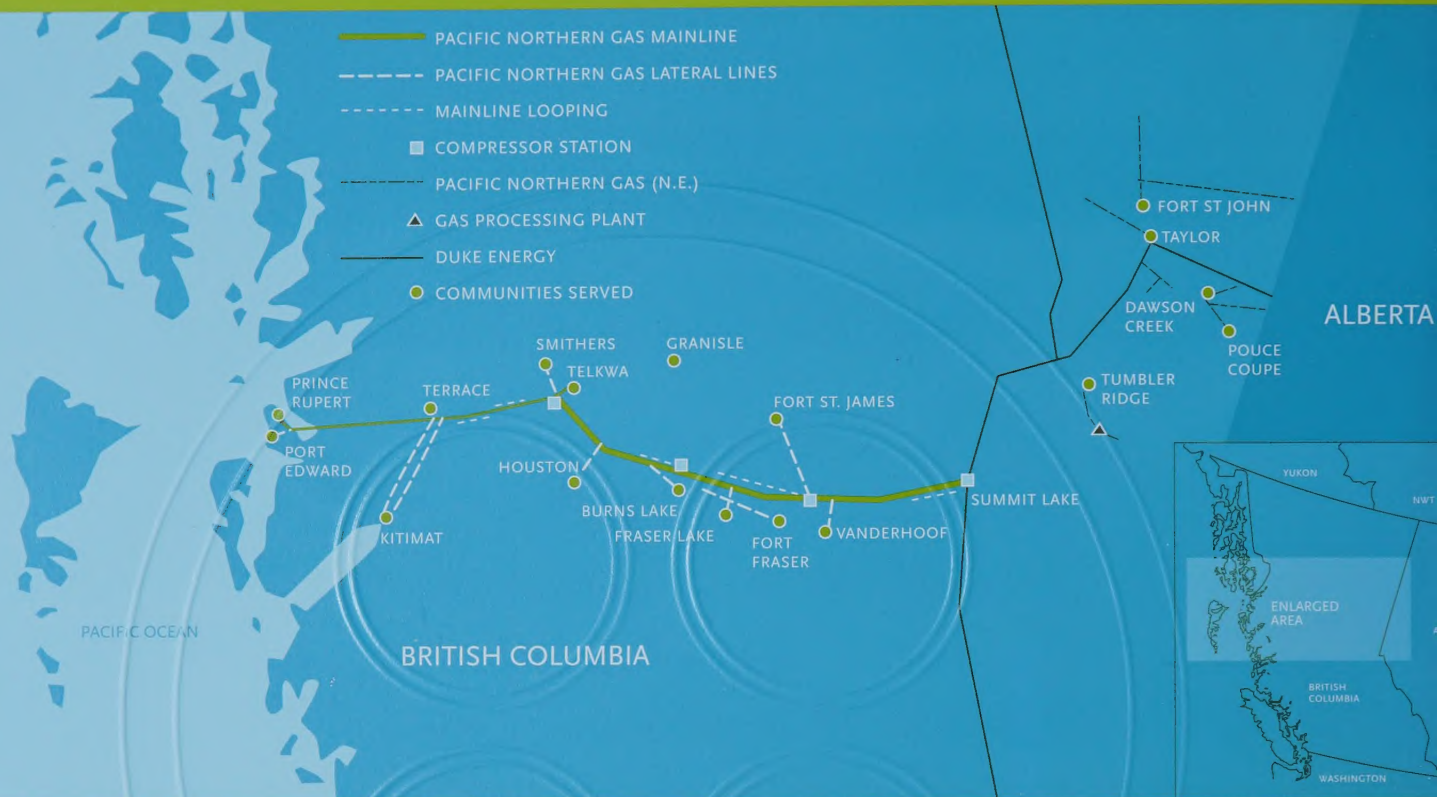 PACIFIC NORTHERN GAS MAINLINE
PACIFIC NORTHERN GAS LATERAL LINES
MAINLINE LOOPING
COMPRESSOR STATION
PACIFIC NORTHERN GAS (N.E.)
GAS PROCESSING PLANT
DUKE ENERGY
COMMUNITIES SERVED
FORT ST JOHN
TAYLOR
DAWSON
CREEK
POUCE
COUPE
ALBERTA
TUMBLER
RIDGE
SMITHERS
TELKWA
GRANISLE
PRINCE
RUPERT
TERRACE
FORT ST. JAMES
PORT
EDWARD
HOUSTON
KITIMAT
BURNS LAKE
FRASER LAKE
FORT
FRASER
VANDERHOOF
SUMMIT LAKE
PACIFIC OCEAN
BRITISH COLUMBIA
YUKON
NWT
ENLARGED
AREA
BRITISH
COLUMBIA
WASHINGTON